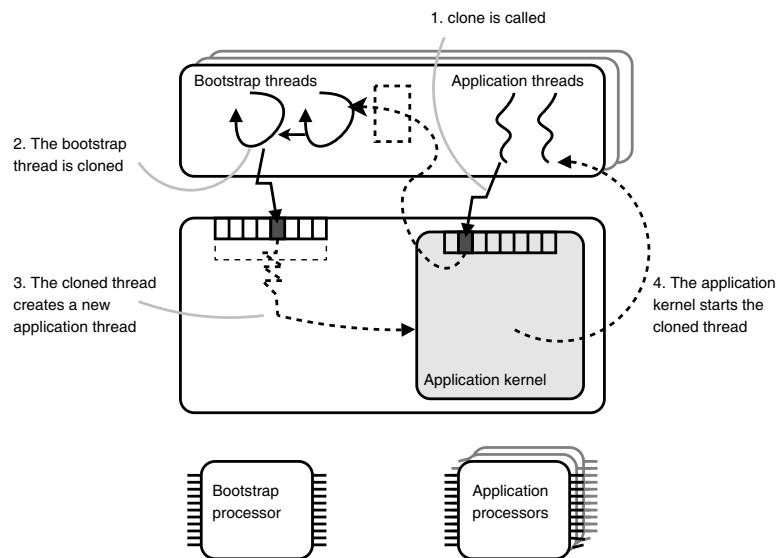 1. clone is called
Bootstrap threads
Application threads
2. The bootstrap
thread is cloned
3. The cloned thread
creates a new
application thread
4. The application
kernel starts the
cloned thread
Application kernel
Bootstrap
processor
Application
processors